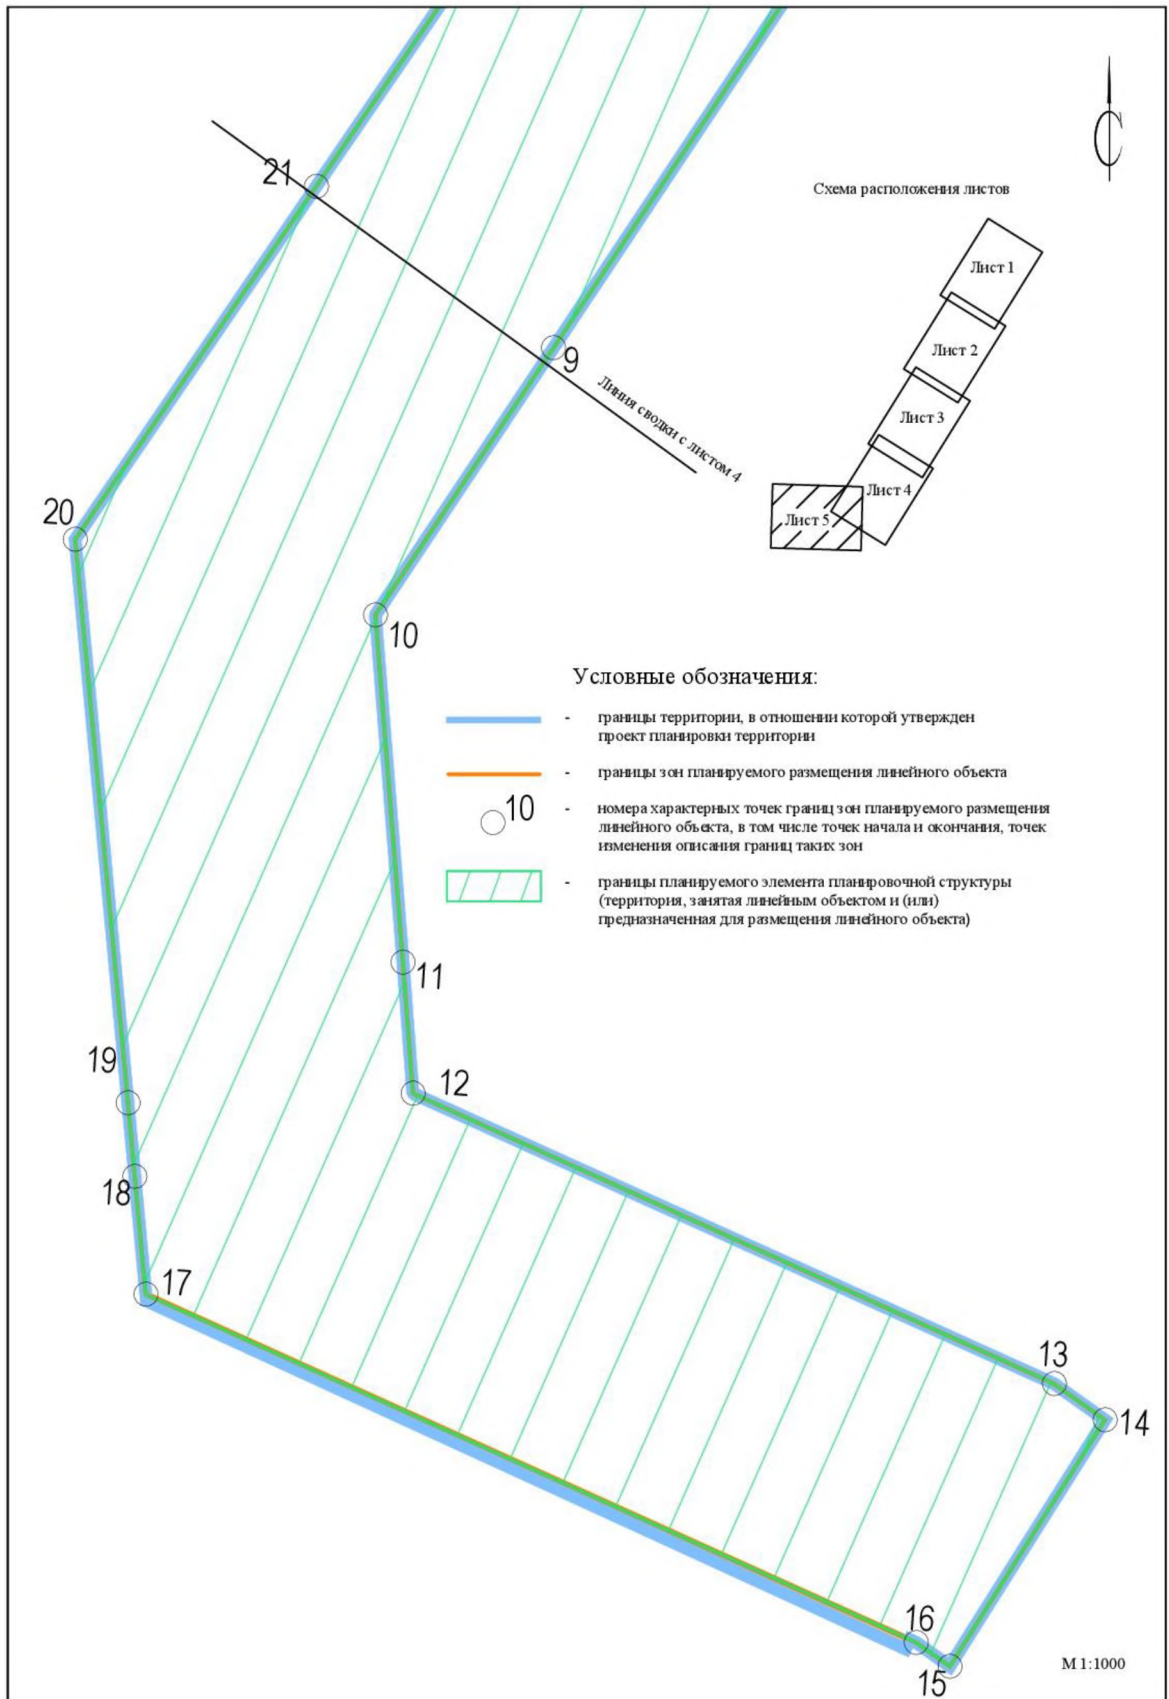 21
С
Схема расположения листов
Лист 1
Лист 2
9
Линия сводки с листом 4
Лист 3
Лист 4
20
Лист 5
10
Условные обозначения:
- границы территории, в отношении которой утвержден
проект планировки территории
- границы зон планируемого размещения линейного объекта
10 - номера характерных точек границ зон планируемого размещения
линейного объекта, в том числе точек начала и окончания, точек
изменения описания границ таких зон
- границы планируемого элемента планировочной структуры
(территория, занятая линейным объектом и (или)
предназначенная для размещения линейного объекта)
11
19
12
18
17
13
14
16
15
М 1:1000